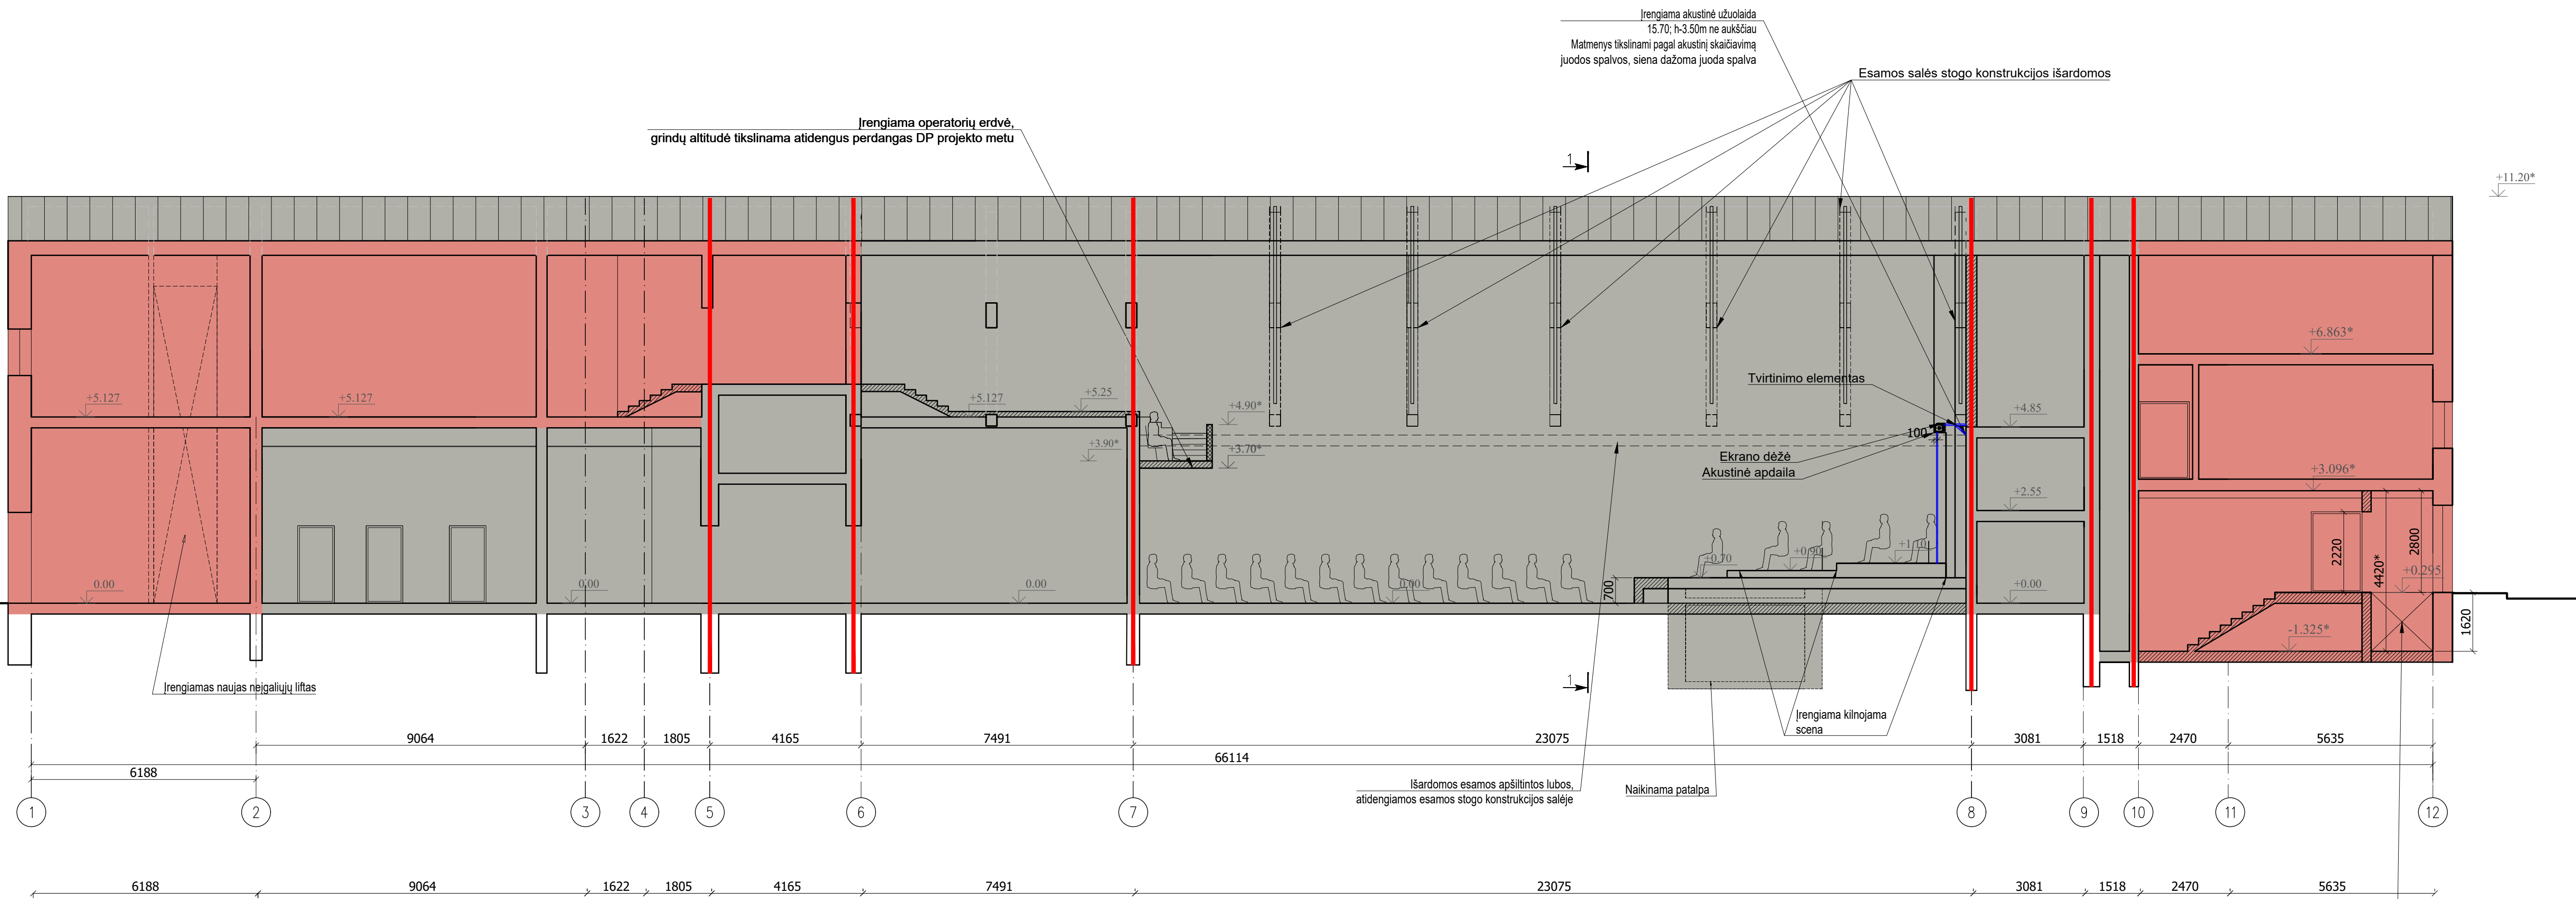 Įrengiama akustinė užuolaida
15.70; h-3.50m ne aukščiau
Matmenys tikslinami pagal akustinį skaičiavimą
juodos spalvos, siena dažoma juoda spalva
Esamos salės stogo konstrukcijos išardomos
Įrengiama operatorių erdvė,
grindų altitudė tikslinama atidengus perdangas DP projekto metu
1
+11.20*
+6.863*
Tvirtinimo elementas
+5.127
+5.127
+5.127
+5.25
+4.90*
+4.85
100
+3.90*
+3.70*
Ekrano dėžė
Akustinė apdaila
+3.096*
+2.55
2220
4420*
2800
+0.295
0.00
0.00
0.00
0.00
700
+0.70
+0.90
+1.10
+0.00
-1.325*
1620
Įrengiamas naujas neįgaliųjų liftas
1
Įrengiama kilnojama
scena
9064 1622 1805 4165 7491 23075 3081 1518 2470 5635
66114
6188
Išardomos esamos apšiltintos lubos,
atidengiamos esamos stogo konstrukcijos salėje
Naikinama patalpa
1 2 3 4 5 6 7 8 9 10 11 12
6188 9064 1622 1805 4165 7491 23075 3081 1518 2470 5635